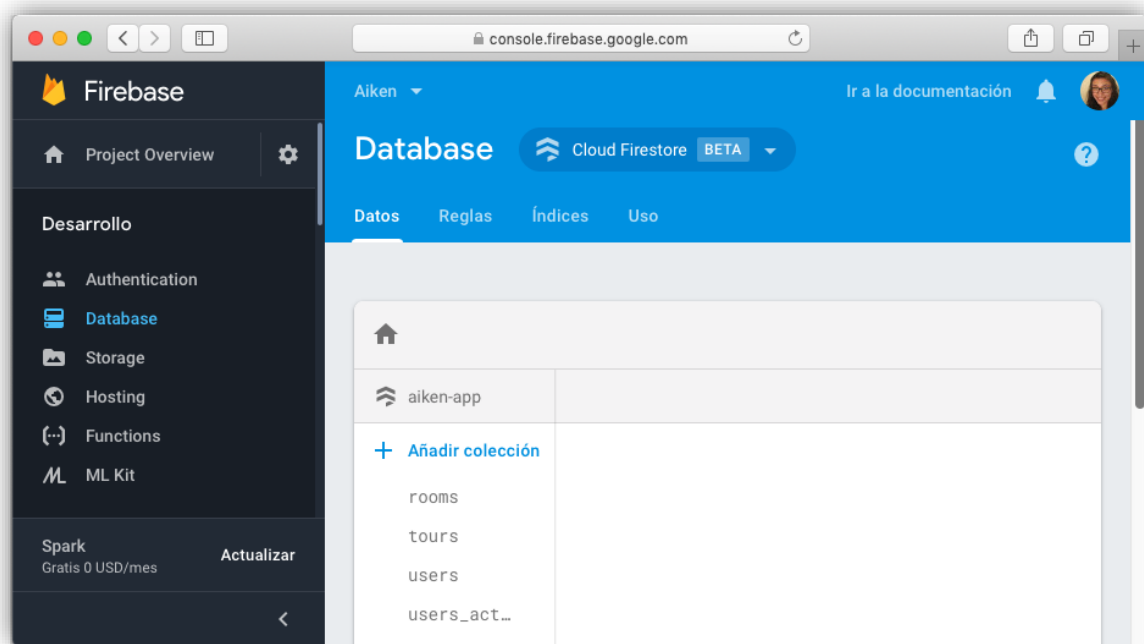 console.firebase.google.com
Firebase
Project Overview
Desarrollo
Authentication
Database
Storage
Hosting
Functions
ML Kit
Spark
Gratis 0 USD/mes
Actualizar
Aiken
Ir a la documentación
Database
Cloud Firestore BETA
Datos Reglas Índices Uso
aiken-app
Añadir colección
rooms
tours
users
users_act…